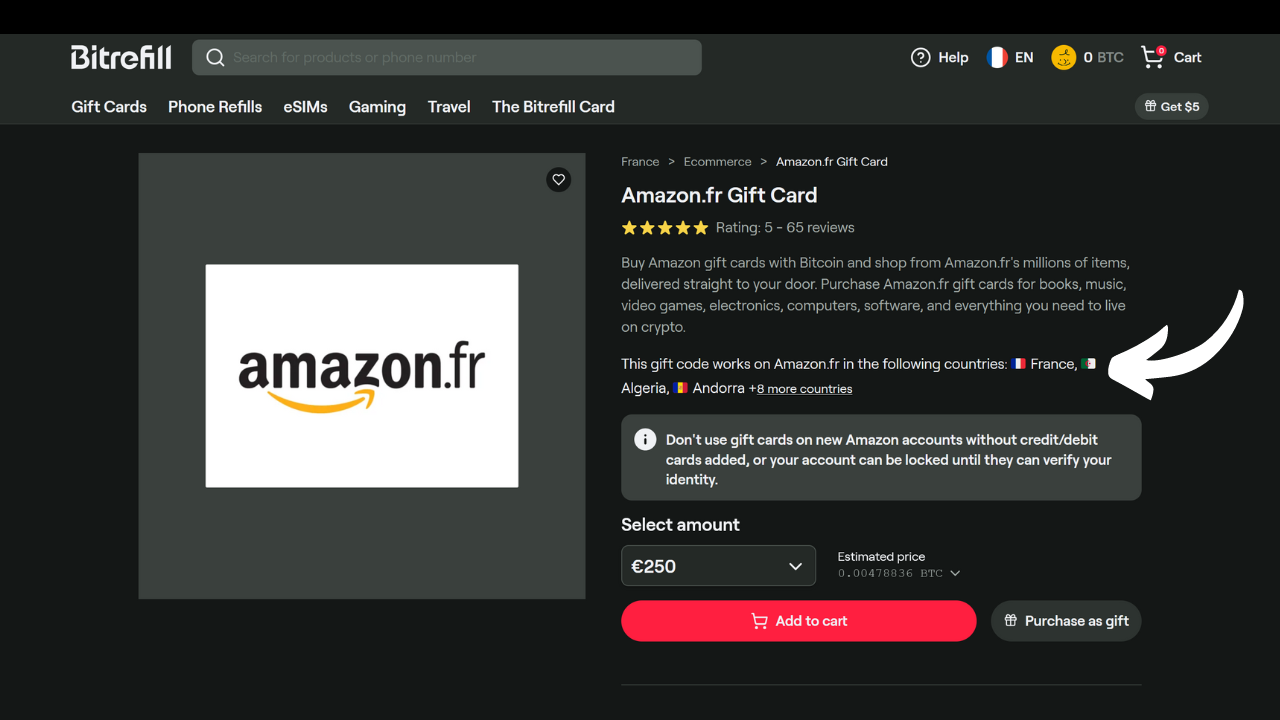 Bitrefill
Search for products or phone number
Help
EN
0 BTC
0
Cart
Gift Cards
Phone Refills
eSIMs
Gaming
Travel
The Bitrefill Card
Get $5
France > Ecommerce > Amazon.fr Gift Card
Amazon.fr Gift Card
Rating: 5 - 65 reviews
Buy Amazon gift cards with Bitcoin and shop from Amazon.fr's millions of items,
delivered straight to your door. Purchase Amazon.fr gift cards for books, music,
video games, electronics, computers, software, and everything you need to live
on crypto.
amazon.fr
This gift code works on Amazon.fr in the following countries: France,
Algeria, Andorra +8 more countries
Don't use gift cards on new Amazon accounts without credit/debit
cards added, or your account can be locked until they can verify your
identity.
Select amount
€250
Estimated price
0.00478836 BTC
Add to cart
Purchase as gift